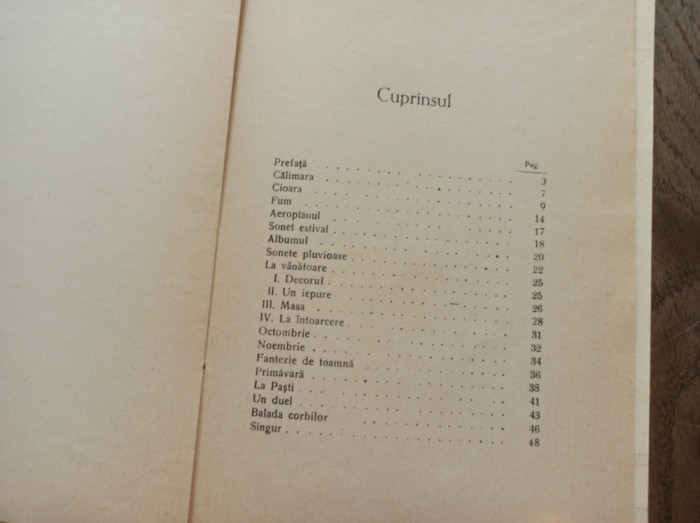 Cuprinsul
Pag.
Prefață . . . . . . . . . . . . . . . 3
Călimara . . . . . . . . . . . . . . . 7
Cioara . . . . . . . . . . . . . . . 9
Fum . . . . . . . . . . . . . . . 14
Aeroplanul . . . . . . . . . . . . . . . 17
Sonet estival . . . . . . . . . . . . . . . 18
Albumul . . . . . . . . . . . . . . . 20
Sonete pluvioase . . . . . . . . . . . . . . . 22
La vânătoare . . . . . . . . . . . . . . . 25
I. Decorul . . . . . . . . . . . . . . . 25
II. Un iepure . . . . . . . . . . . . . . . 26
III. Masa . . . . . . . . . . . . . . . 28
IV. La întoarcere . . . . . . . . . . . . . . . 31
Octombrie . . . . . . . . . . . . . . . 32
Noembrie . . . . . . . . . . . . . . . 34
Fantezie de toamnă . . . . . . . . . . . . . . . 36
Primăvară . . . . . . . . . . . . . . . 38
La Paști . . . . . . . . . . . . . . . 41
Un duel . . . . . . . . . . . . . . . 43
Balada corbilor . . . . . . . . . . . . . . . 46
Singur . . . . . . . . . . . . . . . 48